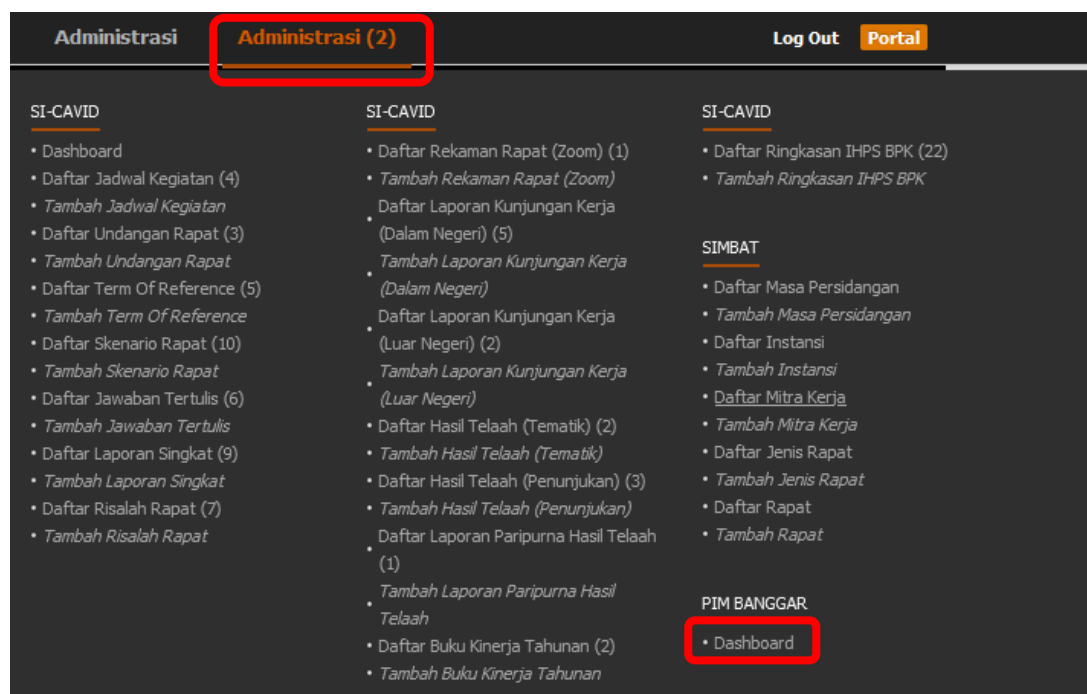 Administrasi
Administrasi (2)
Log Out
Portal
SI-CAVID
• Dashboard
• Daftar Jadwal Kegiatan (4)
• Tambah Jadwal Kegiatan
• Daftar Undangan Rapat (3)
• Tambah Undangan Rapat
• Daftar Term Of Reference (5)
• Tambah Term Of Reference
• Daftar Skenario Rapat (10)
• Tambah Skenario Rapat
• Daftar Jawaban Tertulis (6)
• Tambah Jawaban Tertulis
• Daftar Laporan Singkat (9)
• Tambah Laporan Singkat
• Daftar Risalah Rapat (7)
• Tambah Risalah Rapat
SI-CAVID
• Daftar Rekaman Rapat (Zoom) (1)
• Tambah Rekaman Rapat (Zoom)
• Daftar Laporan Kunjungan Kerja
(Dalam Negeri) (5)
• Tambah Laporan Kunjungan Kerja
(Dalam Negeri)
• Daftar Laporan Kunjungan Kerja
(Luar Negeri) (2)
• Tambah Laporan Kunjungan Kerja
(Luar Negeri)
• Daftar Hasil Telaah (Tematik) (2)
• Tambah Hasil Telaah (Tematik)
• Daftar Hasil Telaah (Penunjukan) (3)
• Tambah Hasil Telaah (Penunjukan)
• Daftar Laporan Paripurna Hasil Telaah
(1)
• Tambah Laporan Paripurna Hasil
Telaah
• Daftar Buku Kinerja Tahunan (2)
• Tambah Buku Kinerja Tahunan
SI-CAVID
• Daftar Ringkasan IHPS BPK (22)
• Tambah Ringkasan IHPS BPK
SIMBAT
• Daftar Masa Persidangan
• Tambah Masa Persidangan
• Daftar Instansi
• Tambah Instansi
• Daftar Mitra Kerja
• Tambah Mitra Kerja
• Daftar Jenis Rapat
• Tambah Jenis Rapat
• Daftar Rapat
• Tambah Rapat
PIM BANGGAR
• Dashboard